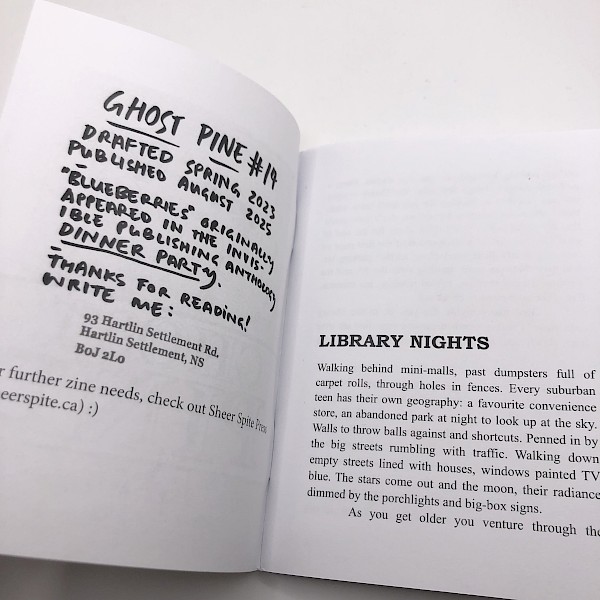 GHOST PINE #14
DRAFTED SPRING 2023
PUBLISHED AUGUST 2025
"BLUEBERRIES" ORIGINALLY
APPEARED IN THE INVIS-
IBLE PUBLISHING ANTHOLOGY
DINNER PARTY.
THANKS FOR READING!
WRITE ME:
93 Hartlin Settlement Rd.
Hartlin Settlement, NS
B0J 2L0
r further zine needs, check out Sheer Spite Press
heerspite.ca) :)
LIBRARY NIGHTS
Walking behind mini-malls, past dumpsters full of
carpet rolls, through holes in fences. Every suburban
teen has their own geography: a favourite convenience
store, an abandoned park at night to look up at the sky.
Walls to throw balls against and shortcuts. Penned in by
the big streets rumbling with traffic. Walking down
empty streets lined with houses, windows painted TV
blue. The stars come out and the moon, their radiance
dimmed by the porchlights and big-box signs.
As you get older you venture through the